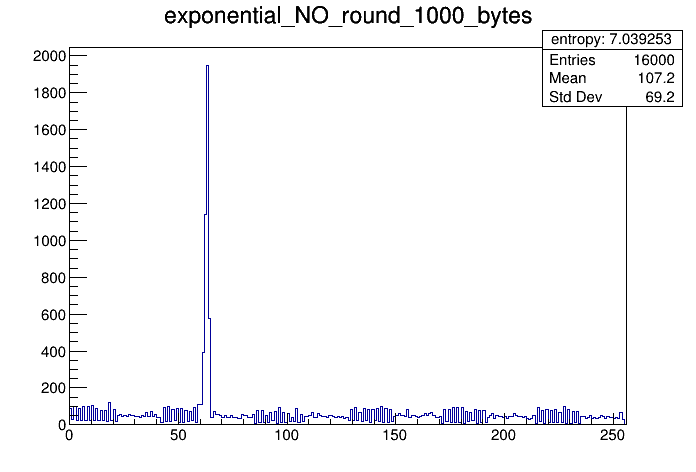 exponential_NO_round_1000_bytes
entropy: 7.039253
Entries 16000
Mean 107.2
Std Dev 69.2
2000
1800
1600
1400
1200
1000
800
600
400
200
0
0 50 100 150 200 250